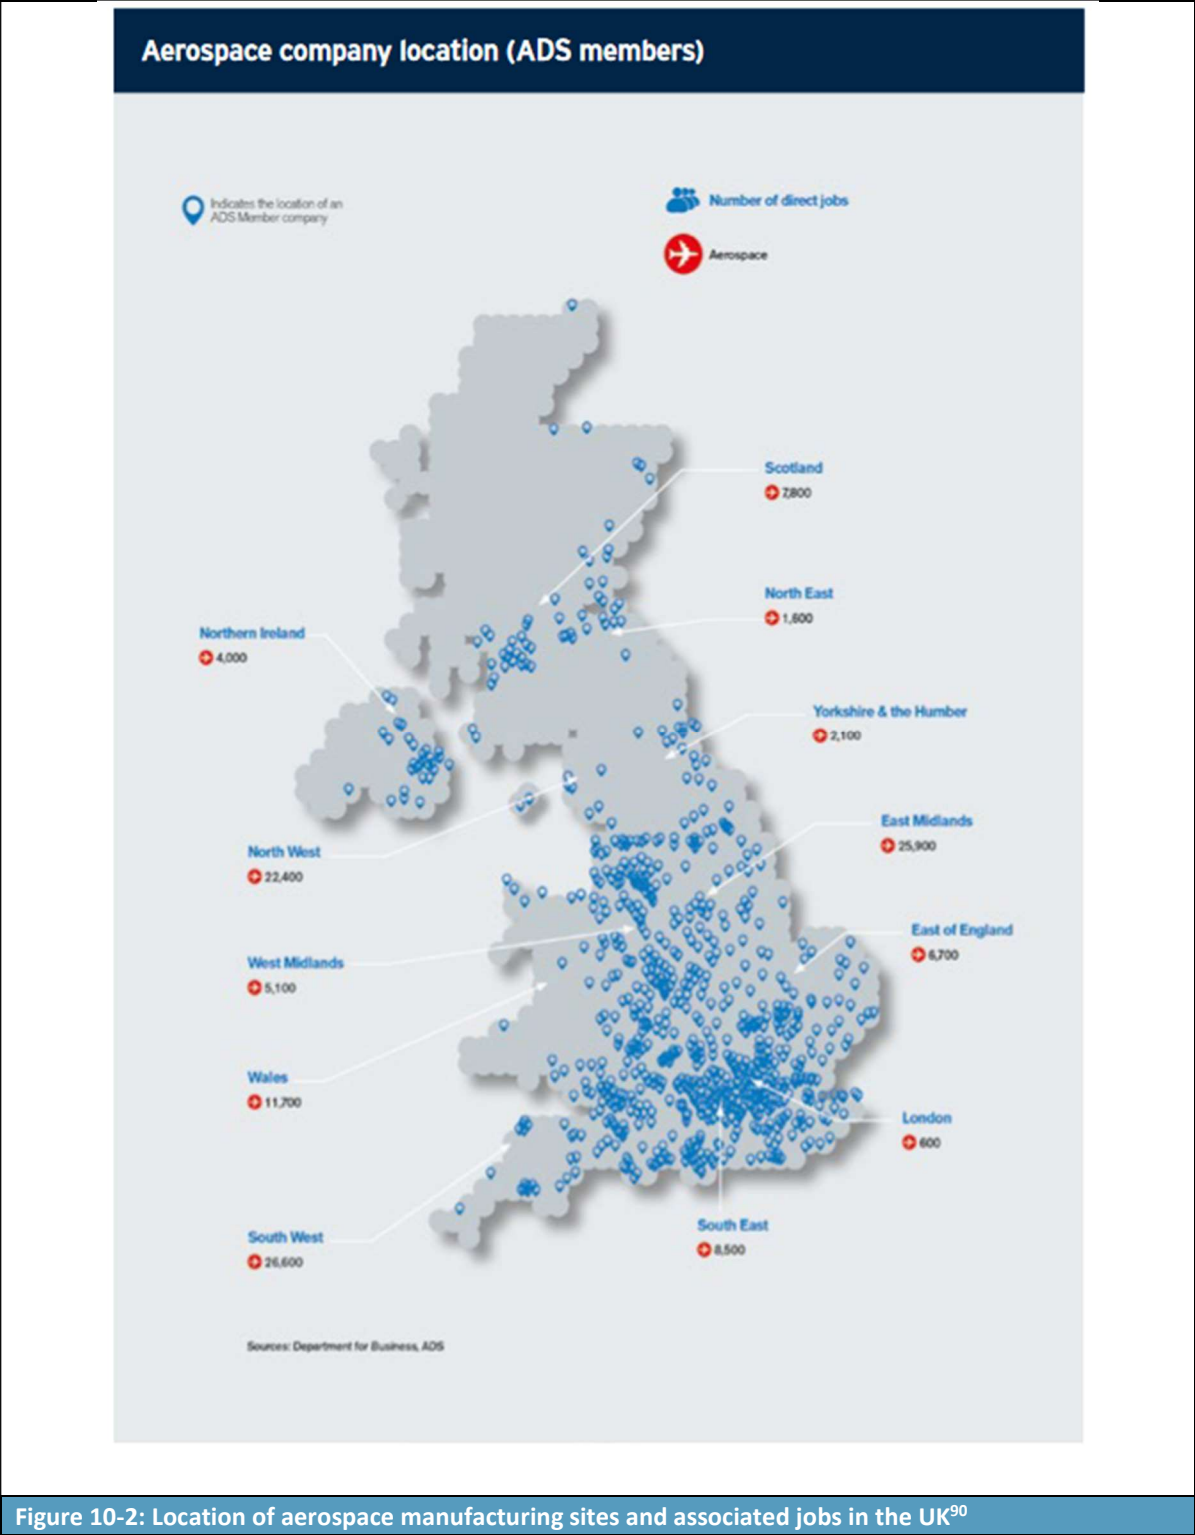 Aerospace company location (ADS members)
Indicates the location of an
ADS Member company
Number of direct jobs
Aerospace
Scotland
7,800
North East
1,600
Northern Ireland
4,000
Yorkshire & the Humber
2,100
East Midlands
25,900
North West
22,400
East of England
6,700
West Midlands
5,100
Wales
11,700
London
600
South West
26,600
South East
8,500
Sources: Department for Business, ADS
Figure 10-2: Location of aerospace manufacturing sites and associated jobs in the UK90